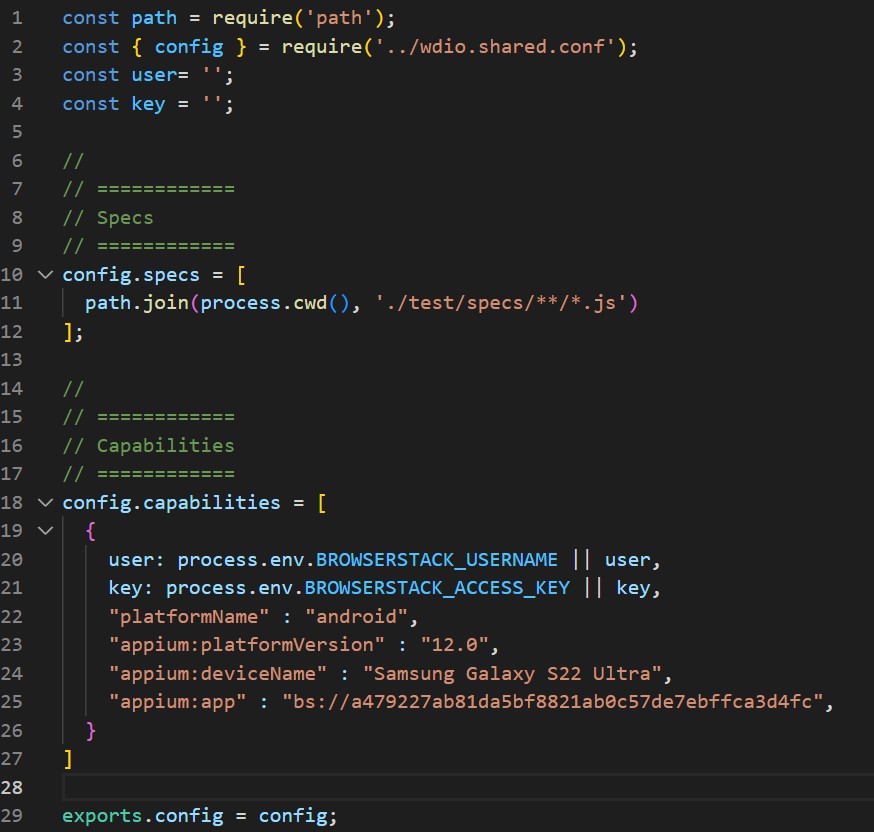 1 const path = require('path');
2 const { config } = require('../wdio.shared.conf');
3 const user= '';
4 const key = '';
5
6 //
7 // ============
8 // Specs
9 // ============
10 config.specs = [
11 path.join(process.cwd(), './test/specs/**/*.js')
12 ];
13
14 //
15 // ============
16 // Capabilities
17 // ============
18 config.capabilities = [
19 {
20 user: process.env.BROWSERSTACK_USERNAME || user,
21 key: process.env.BROWSERSTACK_ACCESS_KEY || key,
22 "platformName" : "android",
23 "appium:platformVersion" : "12.0",
24 "appium:deviceName" : "Samsung Galaxy S22 Ultra",
25 "appium:app" : "bs://a479227ab81da5bf8821ab0c57de7ebffca3d4fc",
26 }
27 ]
28
29 exports.config = config;